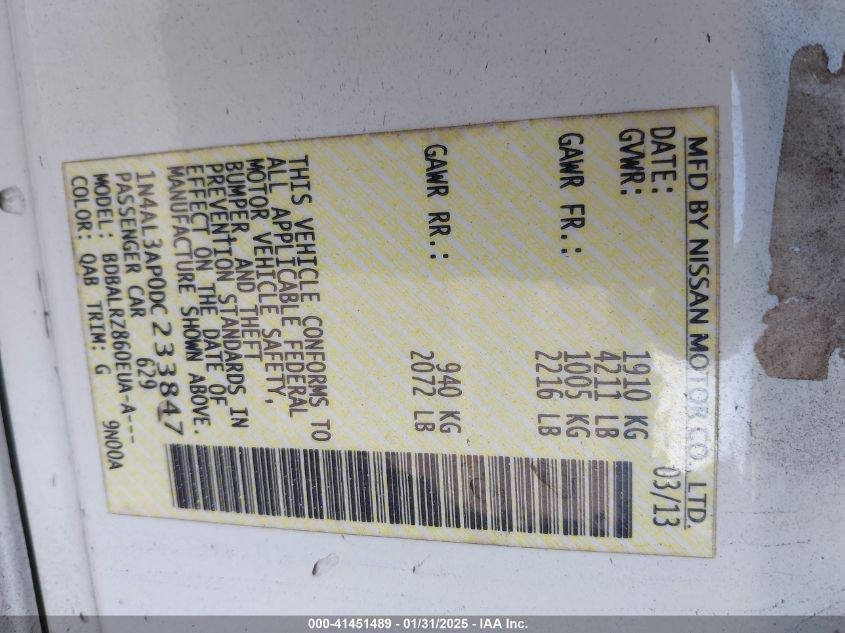 MFD BY NISSAN MOTOR CO., LTD.
DATE: 03/13
GVWR: 1910 KG
4211 LB
GAWR FR.: 1005 KG
2216 LB
GAWR RR.: 940 KG
2072 LB
THIS VEHICLE CONFORMS TO
ALL APPLICABLE FEDERAL
MOTOR VEHICLE SAFETY,
BUMPER, AND THEFT
PREVENTION STANDARDS IN
EFFECT ON THE DATE OF
MANUFACTURE SHOWN ABOVE.
1N4AL3AP0DC233847
PASSENGER CAR 629
MODEL: BDBALRZ860EUA-A---
COLOR: QAB TRIM: G 9N00A
000-41451489 - 01/31/2025 - IAA Inc.